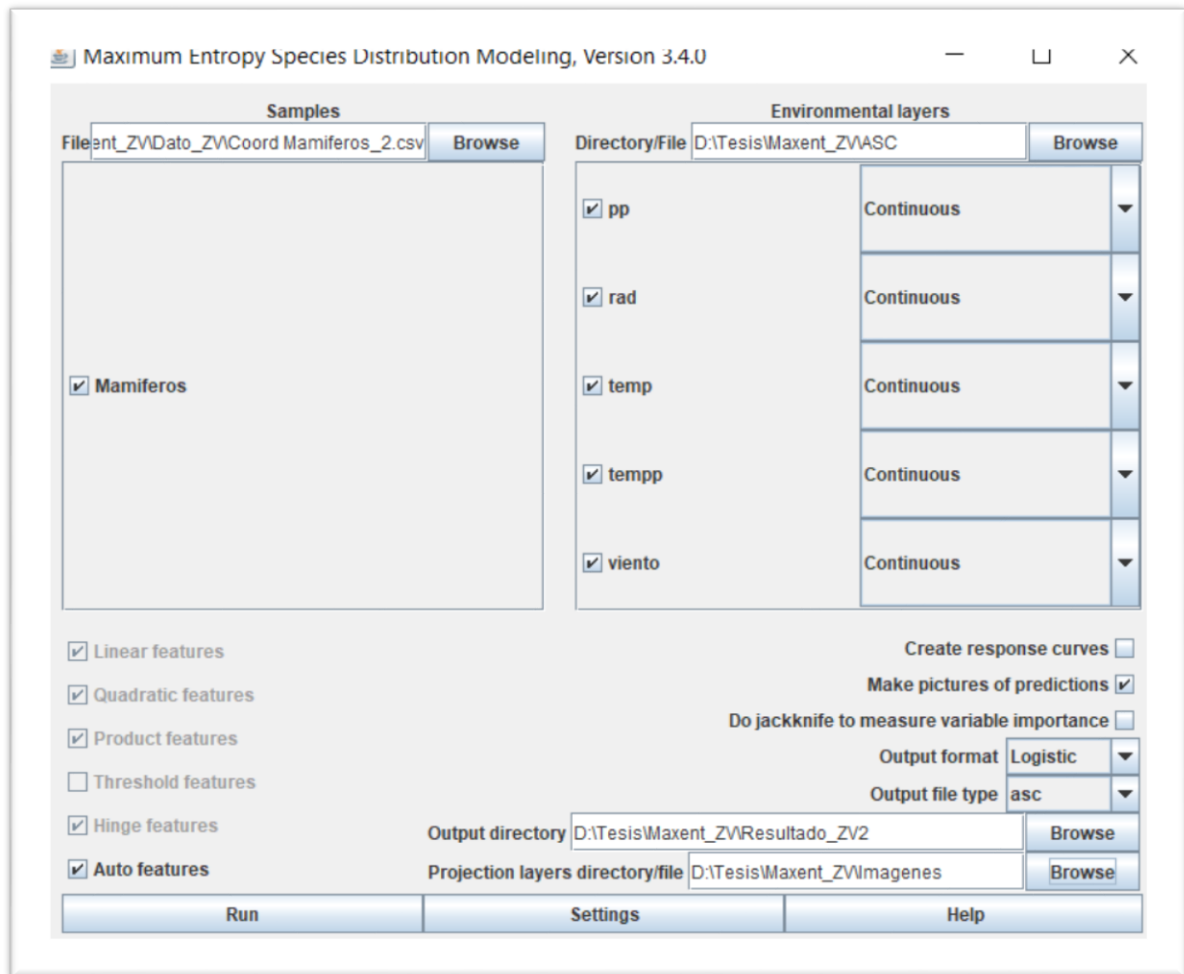 Maximum Entropy Species Distribution Modeling, Version 3.4.0
Samples
File ent_ZV\Dato_ZV\Coord Mamiferos_2.csv Browse
Mamiferos
Environmental layers
Directory/File D:\Tesis\Maxent_ZV\ASC Browse
pp Continuous
rad Continuous
temp Continuous
tempp Continuous
viento Continuous
Linear features
Quadratic features
Product features
Threshold features
Hinge features
Auto features
Create response curves
Make pictures of predictions
Do jackknife to measure variable importance
Output format Logistic
Output file type asc
Output directory D:\Tesis\Maxent_ZV\Resultado_ZV2 Browse
Projection layers directory/file D:\Tesis\Maxent_ZV\Imagenes Browse
Run Settings Help